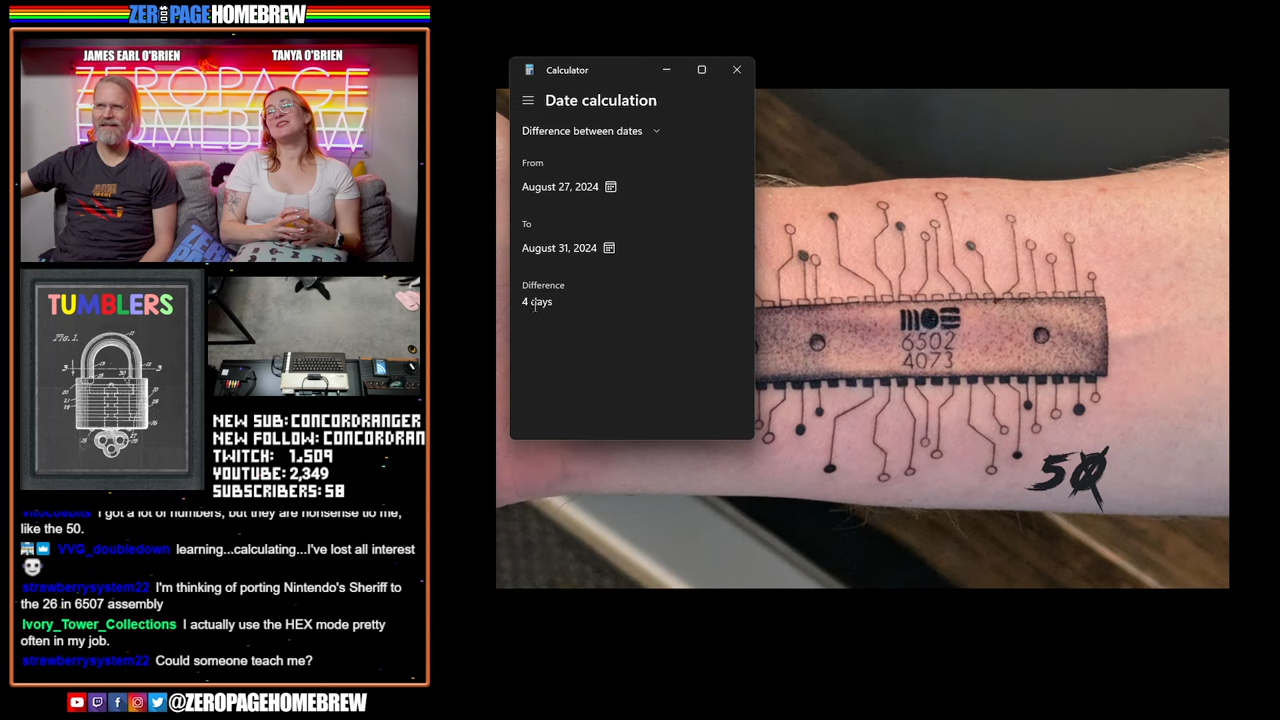 ZEROPAGE HOMEBREW
JAMES EARL O'BRIEN
TANYA O'BRIEN
ZEROPAGE
HOMEBREW
TUMBLERS
Fig. 1.
NEW SUB: CONCORDRANGER
NEW FOLLOW: CONCORDRAN
TWITCH: 1,509
YOUTUBE: 2,349
SUBSCRIBERS: 58
I got a lot of numbers, but they are nonsense tio me,
like the 50.
VVG_doubledown learning...calculating...I've lost all interest
strawberrysystem22 I'm thinking of porting Nintendo's Sheriff to
the 26 in 6507 assembly
Ivory_Tower_Collections I actually use the HEX mode pretty
often in my job.
strawberrysystem22 Could someone teach me?
@ZEROPAGEHOMEBREW
Calculator
Date calculation
Difference between dates
From
August 27, 2024
To
August 31, 2024
Difference
4 days
mos
6502
4073
50